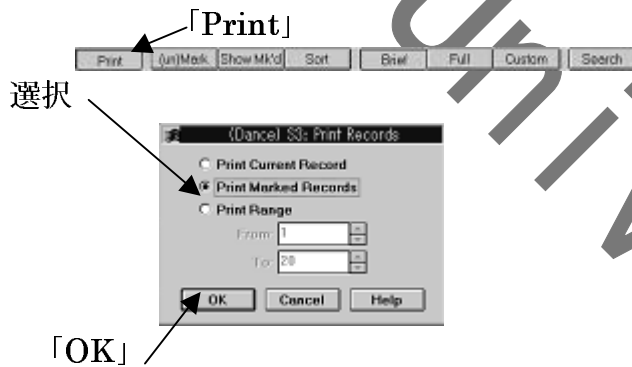 「Print」
Print (un)Mark Show Mk'd Sort Brief Full Custom Search
選択
(Dance) S3: Print Records
Print Current Record
Print Marked Records
Print Range
From: 1
To: 20
OK Cancel Help
「OK」
Uni